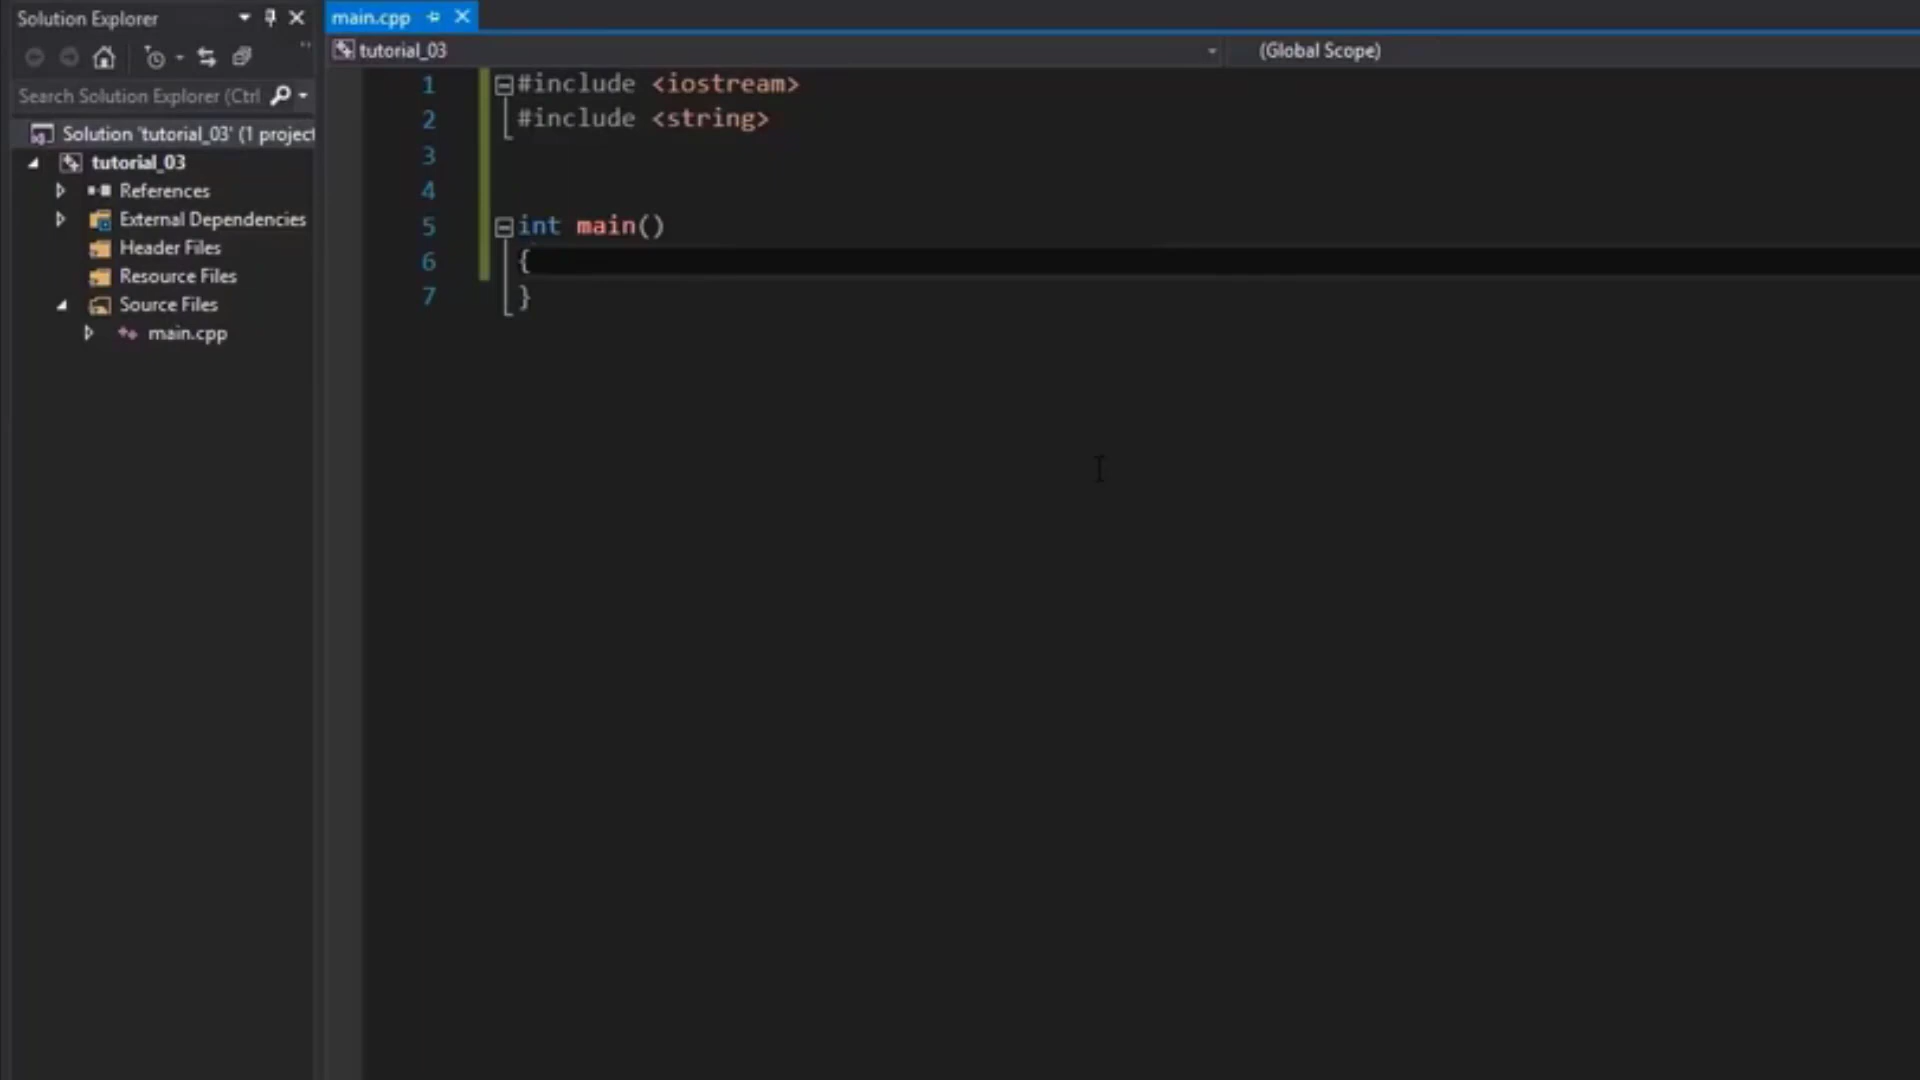 Solution Explorer
Search Solution Explorer (Ctrl
Solution 'tutorial_03' (1 project
tutorial_03
References
External Dependencies
Header Files
Resource Files
Source Files
main.cpp
main.cpp
tutorial_03
(Global Scope)
1 #include <iostream>
2 #include <string>
3
4
5 int main()
6 {
7 }